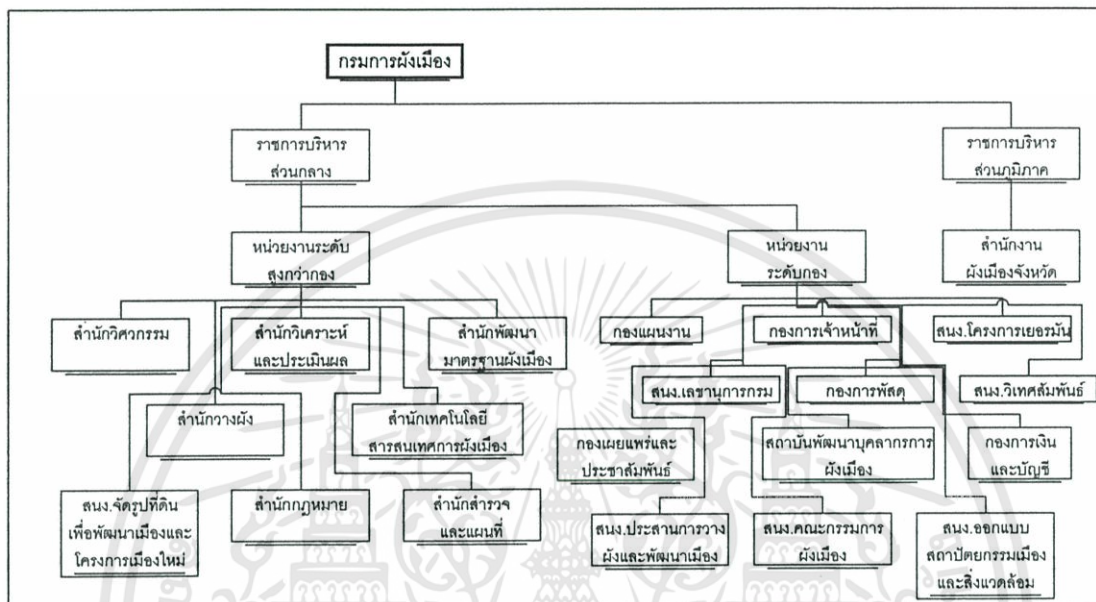 กรมการผังเมือง
ราชการบริหาร
ส่วนกลาง
ราชการบริหาร
ส่วนภูมิภาค
หน่วยงานระดับ
สูงกว่ากอง
หน่วยงาน
ระดับกอง
สำนักงาน
ผังเมืองจังหวัด
สำนักวิศวกรรม
สำนักวิเคราะห์
และประเมินผล
สำนักพัฒนา
มาตรฐานผังเมือง
กองแผนงาน
กองการเจ้าหน้าที่
สนง.โครงการเยอรมัน
สำนักวางผัง
สำนักเทคโนโลยี
สารสนเทศการผังเมือง
สนง.เลขานุการกรม
กองการพัสดุ
สนง.วิเทศสัมพันธ์
กองเผยแพร่และ
ประชาสัมพันธ์
สถาบันพัฒนาบุคลากรการ
ผังเมือง
กองการเงิน
และบัญชี
สนง.จัดรูปที่ดิน
เพื่อพัฒนาเมืองและ
โครงการเมืองใหม่
สำนักกฎหมาย
สำนักสำรวจ
และแผนที่
สนง.ประสานการวาง
ผังและพัฒนาเมือง
สนง.คณะกรรมการ
ผังเมือง
สนง.ออกแบบ
สถาปัตยกรรมเมือง
และสิ่งแวดล้อม